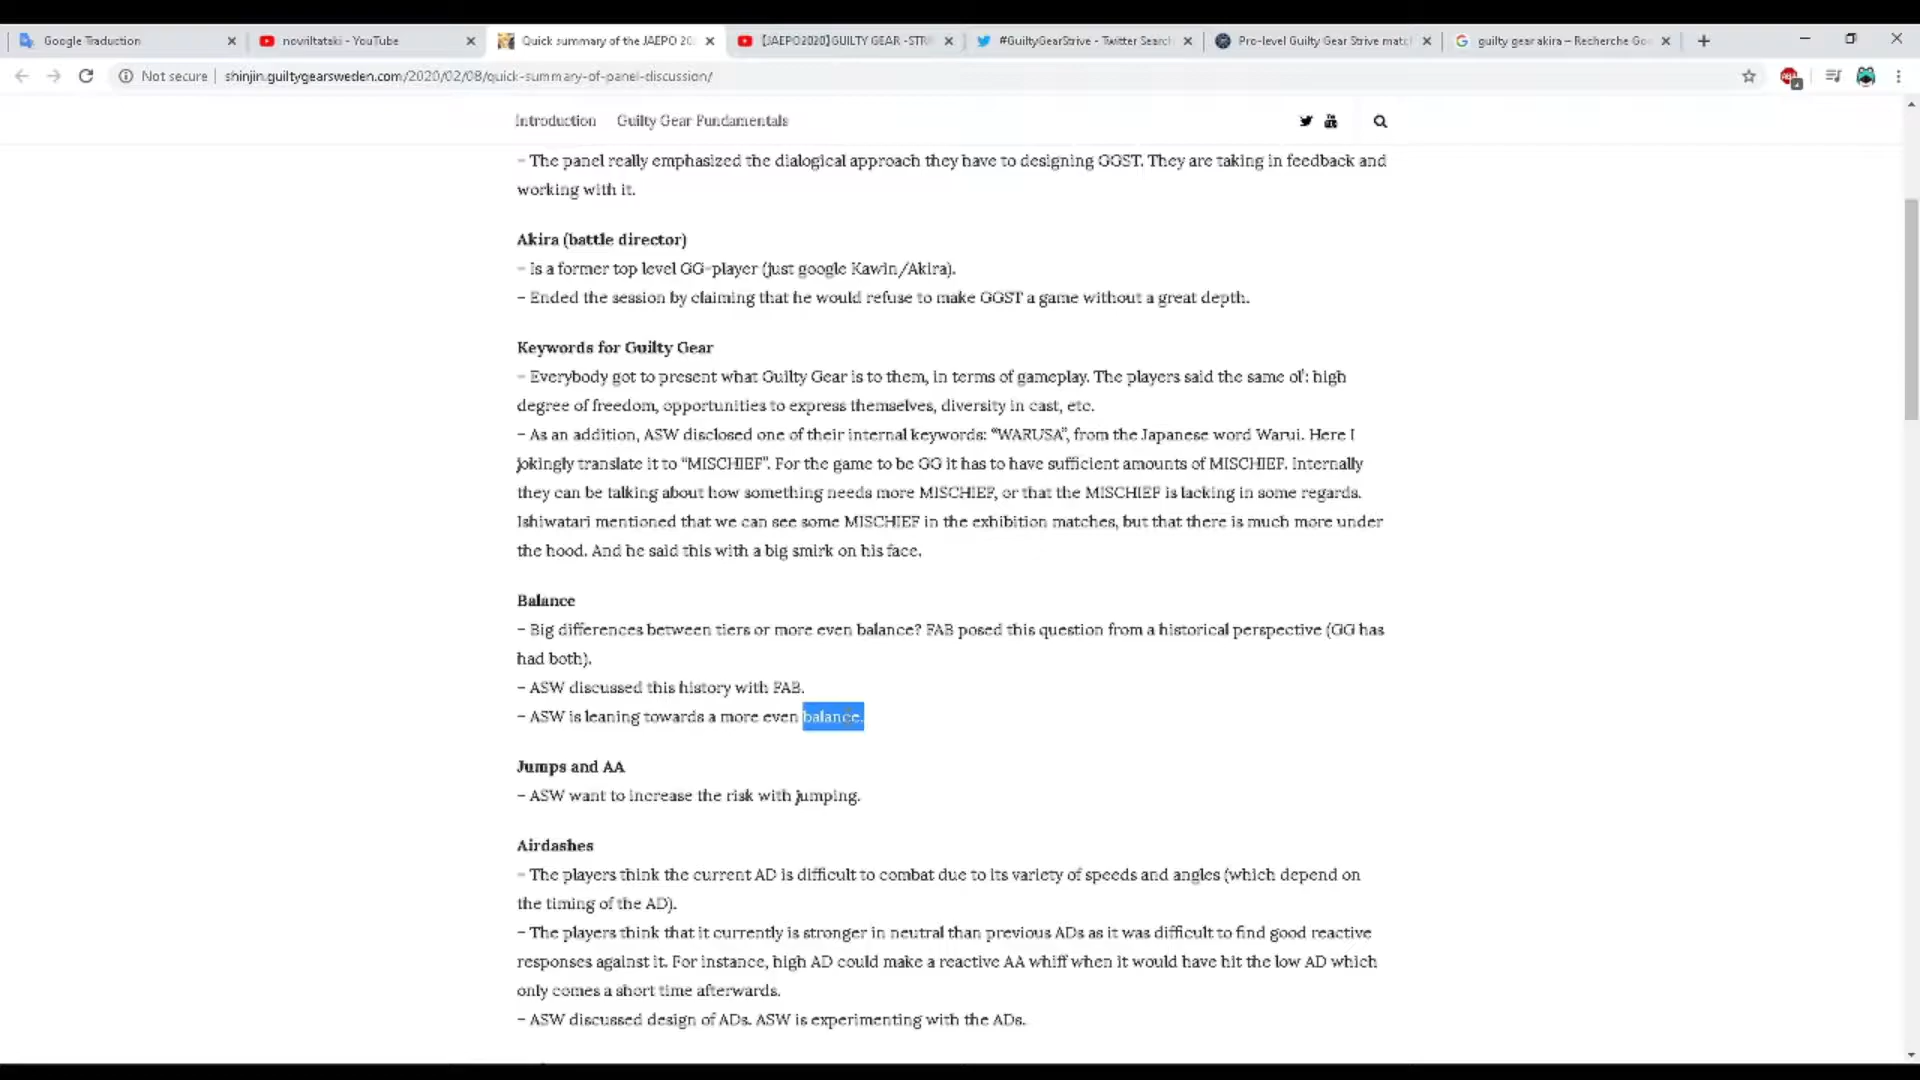 Google Traduction
novriltataki - YouTube
Quick summary of the JAEPO 20
【JAEPO2020】GUILTY GEAR -STRI
#GuiltyGearStrive - Twitter Search
Pro-level Guilty Gear Strive matc
guilty gear akira – Recherche Goo
Not secure
shinjin.guiltygearsweden.com/2020/02/08/quick-summary-of-panel-discussion/
Introduction
Guilty Gear Fundamentals
– The panel really emphasized the dialogical approach they have to designing GGST. They are taking in feedback and
working with it.
Akira (battle director)
– Is a former top level GG-player (just google Kawin/Akira).
– Ended the session by claiming that he would refuse to make GGST a game without a great depth.
Keywords for Guilty Gear
– Everybody got to present what Guilty Gear is to them, in terms of gameplay. The players said the same ol’: high
degree of freedom, opportunities to express themselves, diversity in cast, etc.
– As an addition, ASW disclosed one of their internal keywords: “WARUSA”, from the Japanese word Warui. Here I
jokingly translate it to “MISCHIEF”. For the game to be GG it has to have sufficient amounts of MISCHIEF. Internally
they can be talking about how something needs more MISCHIEF, or that the MISCHIEF is lacking in some regards.
Ishiwatari mentioned that we can see some MISCHIEF in the exhibition matches, but that there is much more under
the hood. And he said this with a big smirk on his face.
Balance
– Big differences between tiers or more even balance? FAB posed this question from a historical perspective (GG has
had both).
– ASW discussed this history with FAB.
– ASW is leaning towards a more even balance.
Jumps and AA
– ASW want to increase the risk with jumping.
Airdashes
– The players think the current AD is difficult to combat due to its variety of speeds and angles (which depend on
the timing of the AD).
– The players think that it currently is stronger in neutral than previous ADs as it was difficult to find good reactive
responses against it. For instance, high AD could make a reactive AA whiff when it would have hit the low AD which
only comes a short time afterwards.
– ASW discussed design of ADs. ASW is experimenting with the ADs.